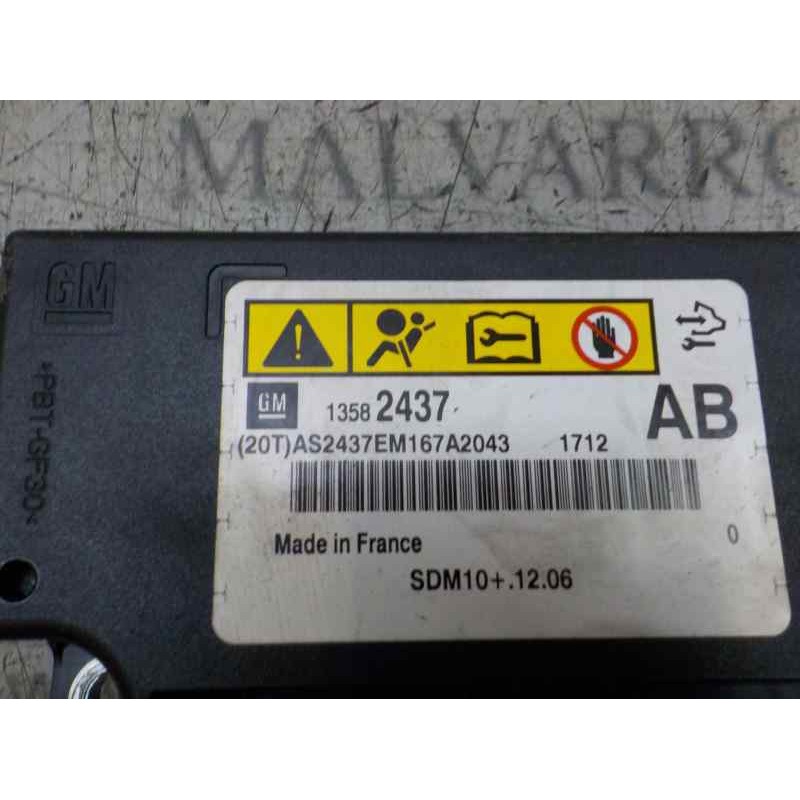 MALVARRO
GM
*PBT-GF30*
GM 1358 2437 AB
(20T)AS2437EM167A2043 1712
Made in France 0
SDM10+.12.06